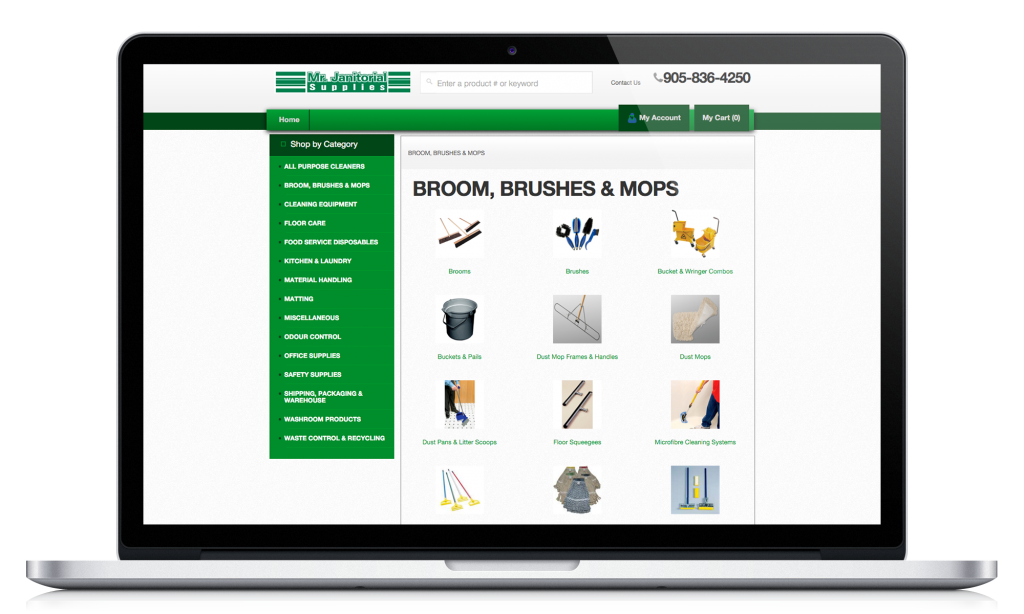 Mr. Janitorial
Supplies
Enter a product # or keyword
Contact Us
905-836-4250
Home
My Account
My Cart (0)
Shop by Category
ALL PURPOSE CLEANERS
BROOM, BRUSHES & MOPS
CLEANING EQUIPMENT
FLOOR CARE
FOOD SERVICE DISPOSABLES
KITCHEN & LAUNDRY
MATERIAL HANDLING
MATTING
MISCELLANEOUS
ODOUR CONTROL
OFFICE SUPPLIES
SAFETY SUPPLIES
SHIPPING, PACKAGING &
WAREHOUSE
WASHROOM PRODUCTS
WASTE CONTROL & RECYCLING
BROOM, BRUSHES & MOPS
BROOM, BRUSHES & MOPS
Brooms
Brushes
Bucket & Wringer Combos
Buckets & Pails
Dust Mop Frames & Handles
Dust Mops
Dust Pans & Litter Scoops
Floor Squeegees
Microfibre Cleaning Systems